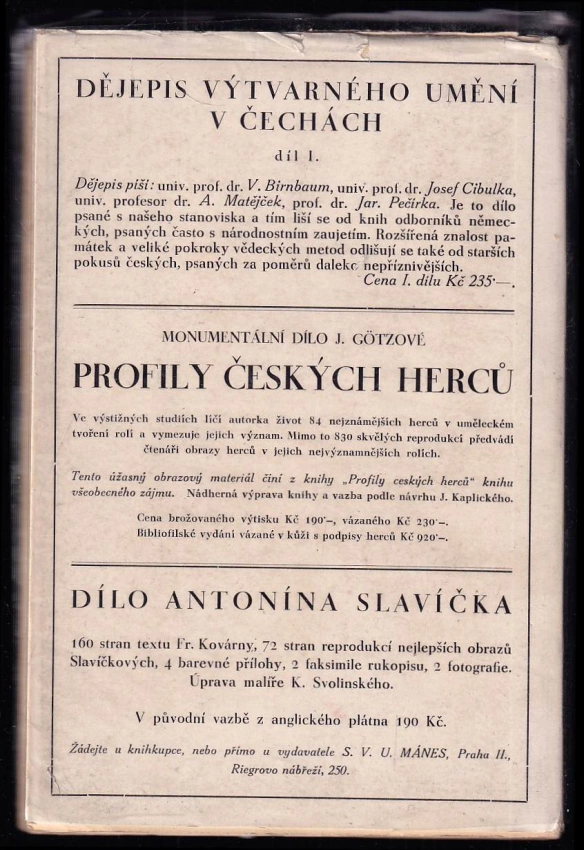 DĚJEPIS VÝTVARNÉHO UMĚNÍ
V ČECHÁCH
díl I.
Dějepis píší: univ. prof. dr. V. Birnbaum, univ. prof. dr. Josef Cibulka,
univ. profesor dr. A. Matějček, prof. dr. Jar. Pečírka. Je to dílo
psané s našeho stanoviska a tím liší se od knih odborníků němec-
kých, psaných často s národnostním zaujetím. Rozšířená znalost pa-
mátek a veliké pokroky vědeckých metod odlišují se také od starších
pokusů českých, psaných za poměrů daleko nepříznivějších.
Cena I. dílu Kč 235·—.
MONUMENTÁLNÍ DÍLO J. GÖTZOVÉ
PROFILY ČESKÝCH HERCŮ
Ve výstižných studiích líčí autorka život 84 nejznámějších herců v uměleckém
tvoření rolí a vymezuje jejich význam. Mimo to 830 skvělých reprodukcí předvádí
čtenáři obrazy herců v jejich nejvýznamnějších rolích.
Tento úžasný obrazový materiál činí z knihy „Profily ceských herců" knihu
všeobecného zájmu. Nádherná výprava knihy a vazba podle návrhu J. Kaplického.
Cena brožovaného výtisku Kč 190·–, vázaného Kč 230·–.
Bibliofilské vydání vázané v kůži s podpisy herců Kč 920·–.
DÍLO ANTONÍNA SLAVÍČKA
160 stran textu Fr. Kovárny, 72 stran reprodukcí nejlepších obrazů
Slavíčkových, 4 barevné přílohy, 2 faksimile rukopisu, 2 fotografie.
Úprava malíře K. Svolinského.
V původní vazbě z anglického plátna 190 Kč.
Žádejte u knihkupce, nebo přímo u vydavatele S. V. U. MÁNES, Praha II.,
Riegrovo nábřeží, 250.